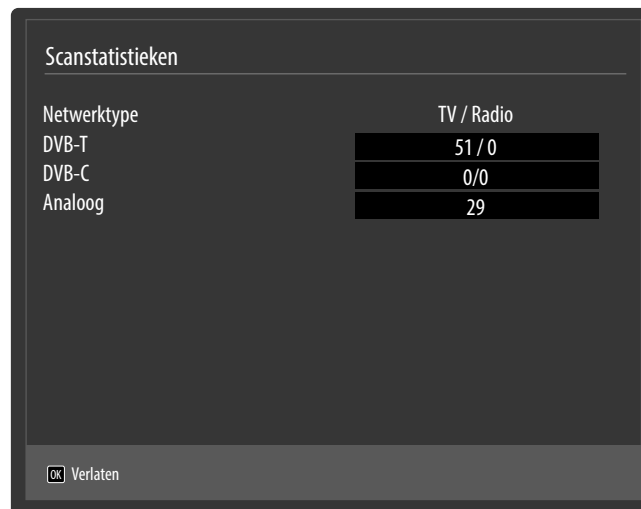 Scanstatistieken
Netwerktype TV / Radio
DVB-T 51 / 0
DVB-C 0/0
Analoog 29
OK Verlaten